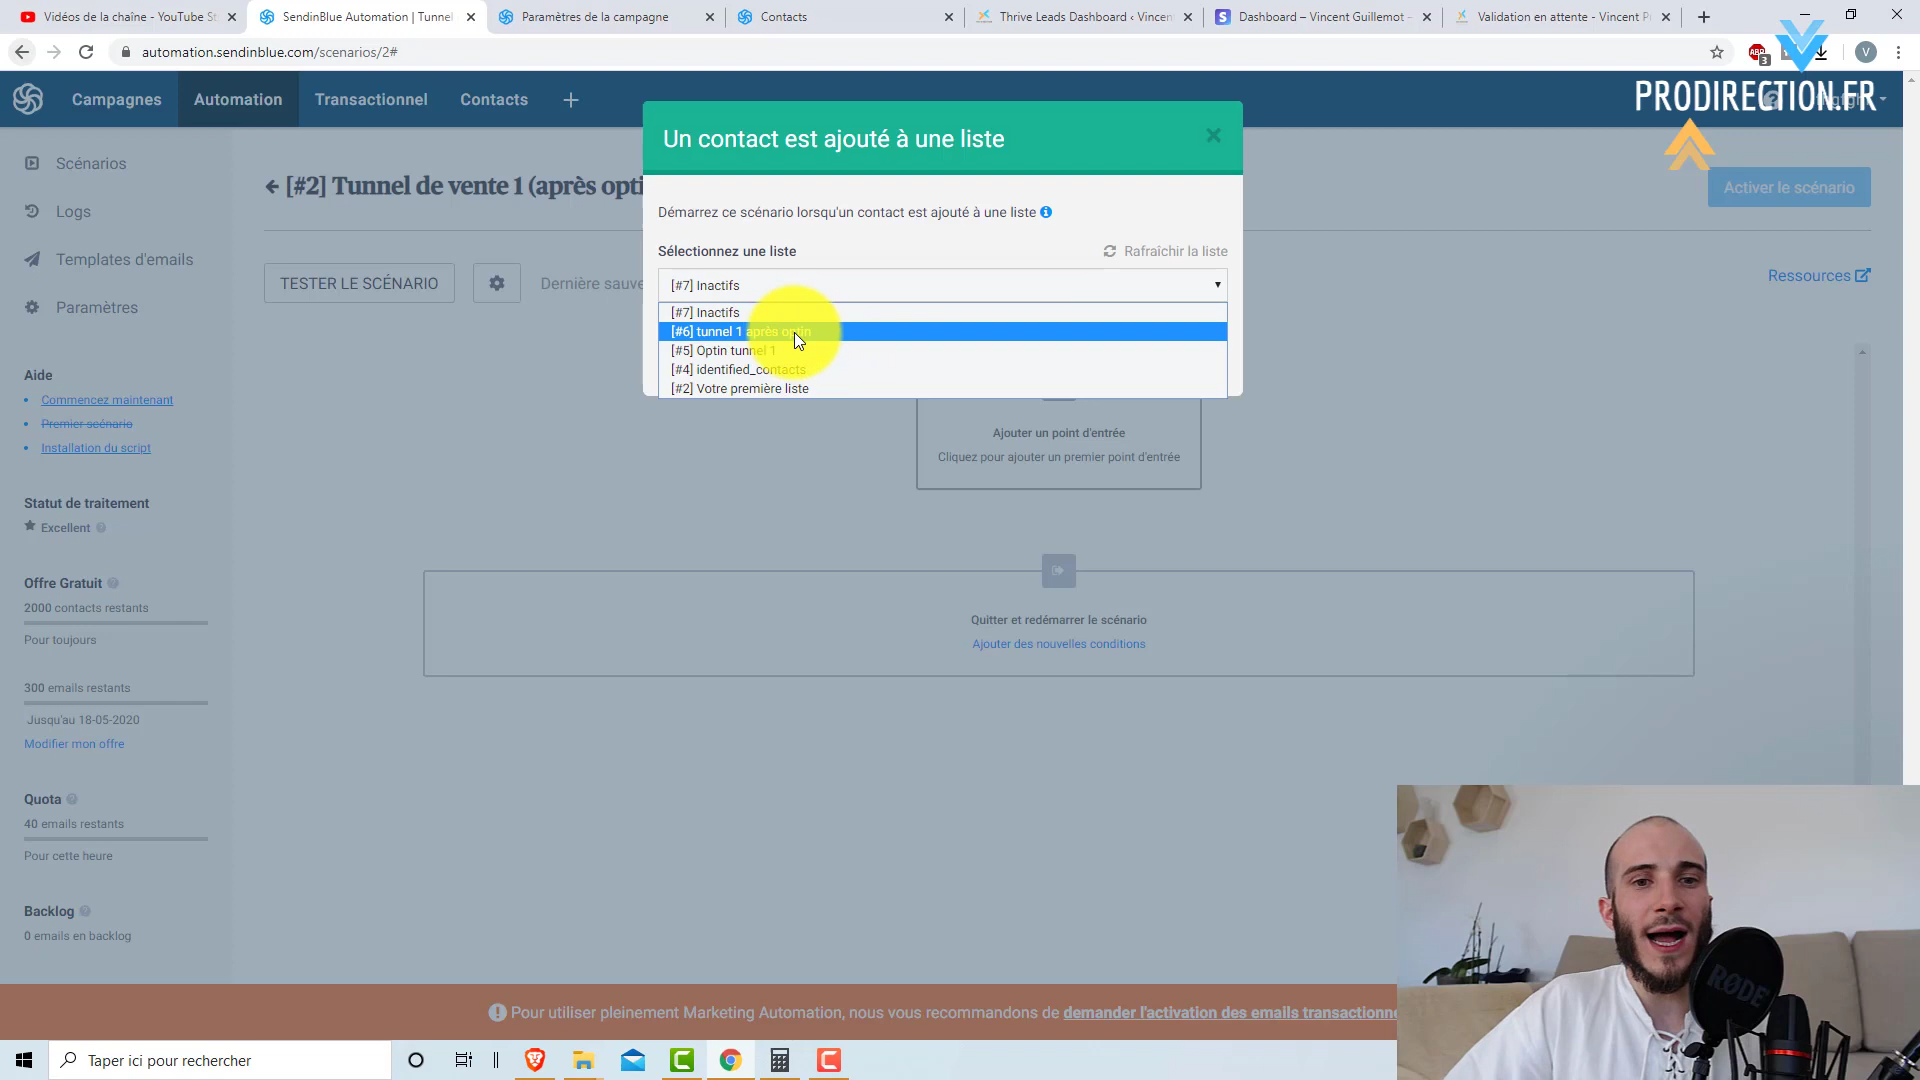 Vidéos de la chaîne - YouTube St
SendinBlue Automation | Tunnel
Paramètres de la campagne
Contacts
Thrive Leads Dashboard ‹ Vincen
Dashboard – Vincent Guillemot –
Validation en attente - Vincent P
automation.sendinblue.com/scenarios/2#
ABP
3
V
Campagnes
Automation
Transactionnel
Contacts
PRODIRECTION.FR
Un contact est ajouté à une liste
Scénarios
Logs
Templates d'emails
Paramètres
[#2] Tunnel de vente 1 (après opti
Activer le scénario
Démarrez ce scénario lorsqu'un contact est ajouté à une liste
Sélectionnez une liste
Rafraîchir la liste
TESTER LE SCÉNARIO
Dernière sauve
Ressources
[#7] Inactifs
[#7] Inactifs
[#6] tunnel 1 après optin
[#5] Optin tunnel 1
[#4] identified_contacts
[#2] Votre première liste
Ajouter un point d'entrée
Cliquez pour ajouter un premier point d'entrée
Quitter et redémarrer le scénario
Ajouter des nouvelles conditions
Aide
Commencez maintenant
Premier scénario
Installation du script
Statut de traitement
Excellent
Offre Gratuit
2000 contacts restants
Pour toujours
300 emails restants
Jusqu'au 18-05-2020
Modifier mon offre
Quota
40 emails restants
Pour cette heure
Backlog
0 emails en backlog
Pour utiliser pleinement Marketing Automation, nous vous recommandons de demander l'activation des emails transactionne
RØDE
Taper ici pour rechercher